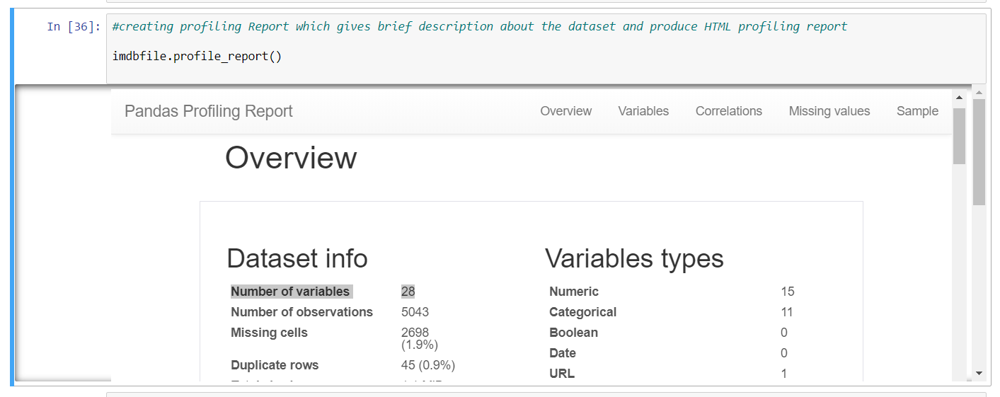 In [36]: #creating profiling Report which gives brief description about the dataset and produce HTML profiling report
imdbfile.profile_report()
Pandas Profiling Report Overview Variables Correlations Missing values Sample
Overview
Dataset info
Number of variables 28
Number of observations 5043
Missing cells 2698
(1.9%)
Duplicate rows 45 (0.9%)
Variables types
Numeric 15
Categorical 11
Boolean 0
Date 0
URL 1